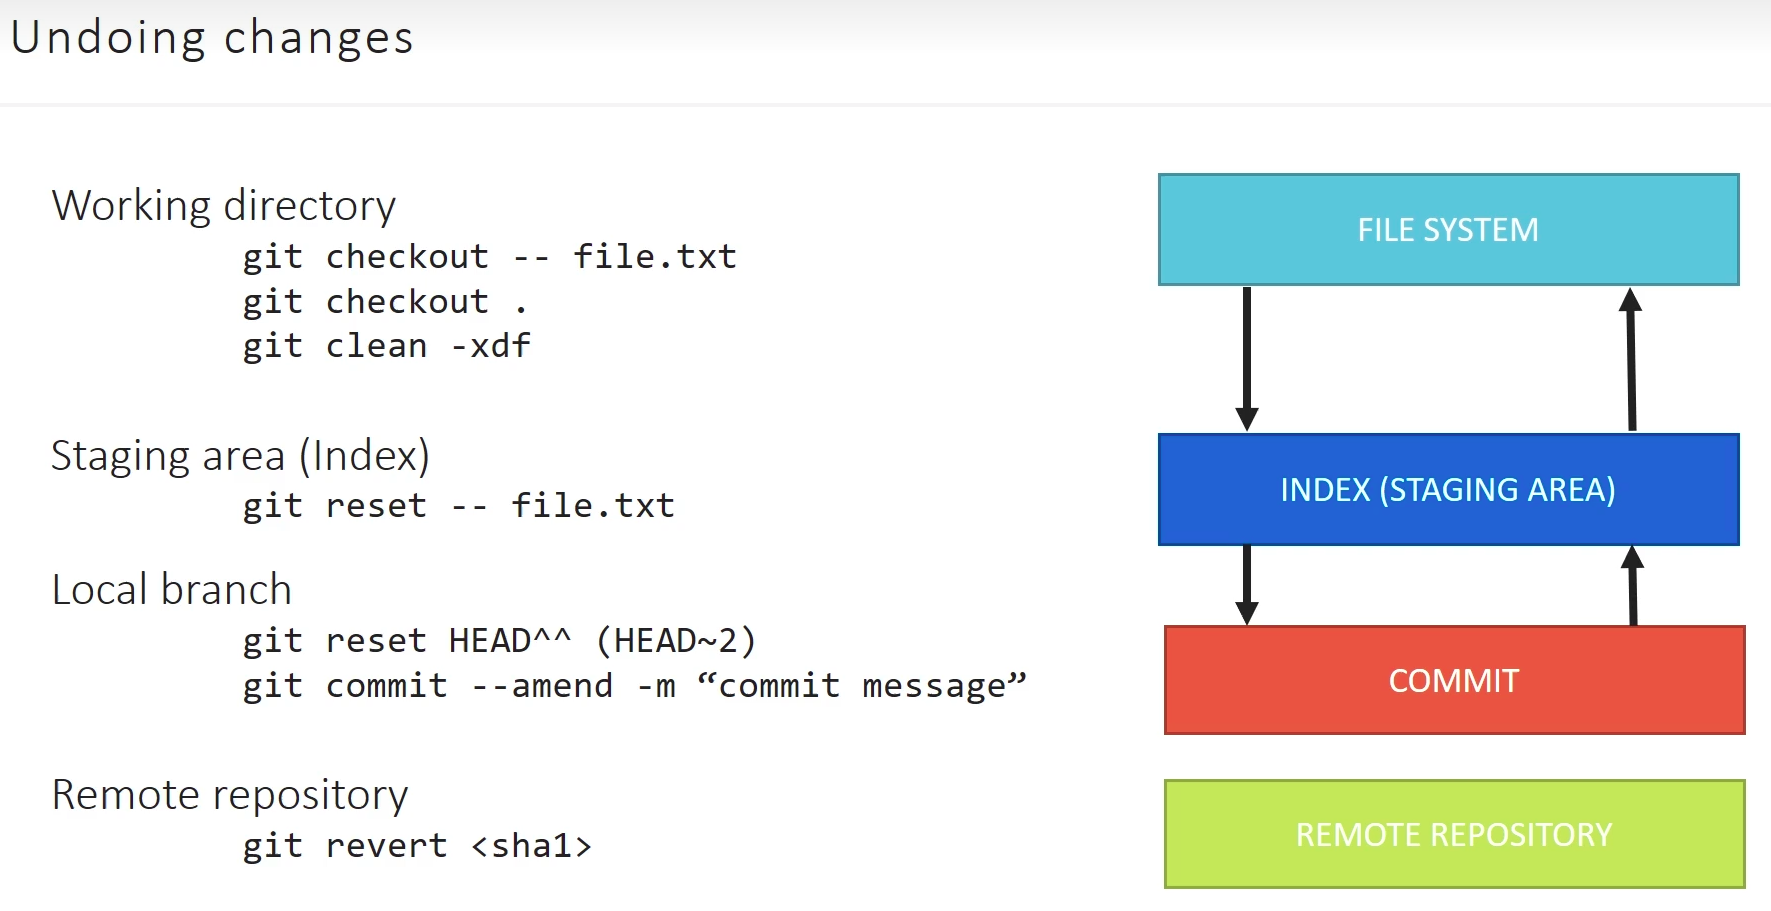 Undoing changes
Working directory
git checkout -- file.txt
git checkout .
git clean -xdf
Staging area (Index)
git reset -- file.txt
Local branch
git reset HEAD^^ (HEAD~2)
git commit --amend -m “commit message”
Remote repository
git revert <sha1>
FILE SYSTEM
INDEX (STAGING AREA)
COMMIT
REMOTE REPOSITORY